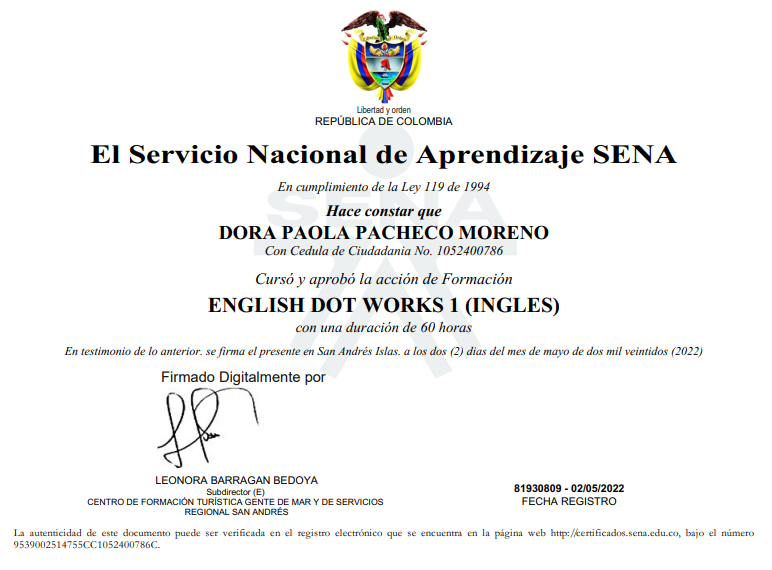 Libertad y orden
REPÚBLICA DE COLOMBIA
El Servicio Nacional de Aprendizaje SENA
En cumplimiento de la Ley 119 de 1994
SENA
Hace constar que
DORA PAOLA PACHECO MORENO
Con Cedula de Ciudadania No. 1052400786
Cursó y aprobó la acción de Formación
ENGLISH DOT WORKS 1 (INGLES)
con una duración de 60 horas
En testimonio de lo anterior. se firma el presente en San Andrés Islas. a los dos (2) dias del mes de mayo de dos mil veintidos (2022)
Firmado Digitalmente por
LEONORA BARRAGAN BEDOYA
Subdirector (E)
CENTRO DE FORMACIÓN TURÍSTICA GENTE DE MAR Y DE SERVICIOS
REGIONAL SAN ANDRÉS
81930809 - 02/05/2022
FECHA REGISTRO
La autenticidad de este documento puede ser verificada en el registro electrónico que se encuentra en la página web http://certificados.sena.edu.co, bajo el número
9539002514755CC1052400786C.